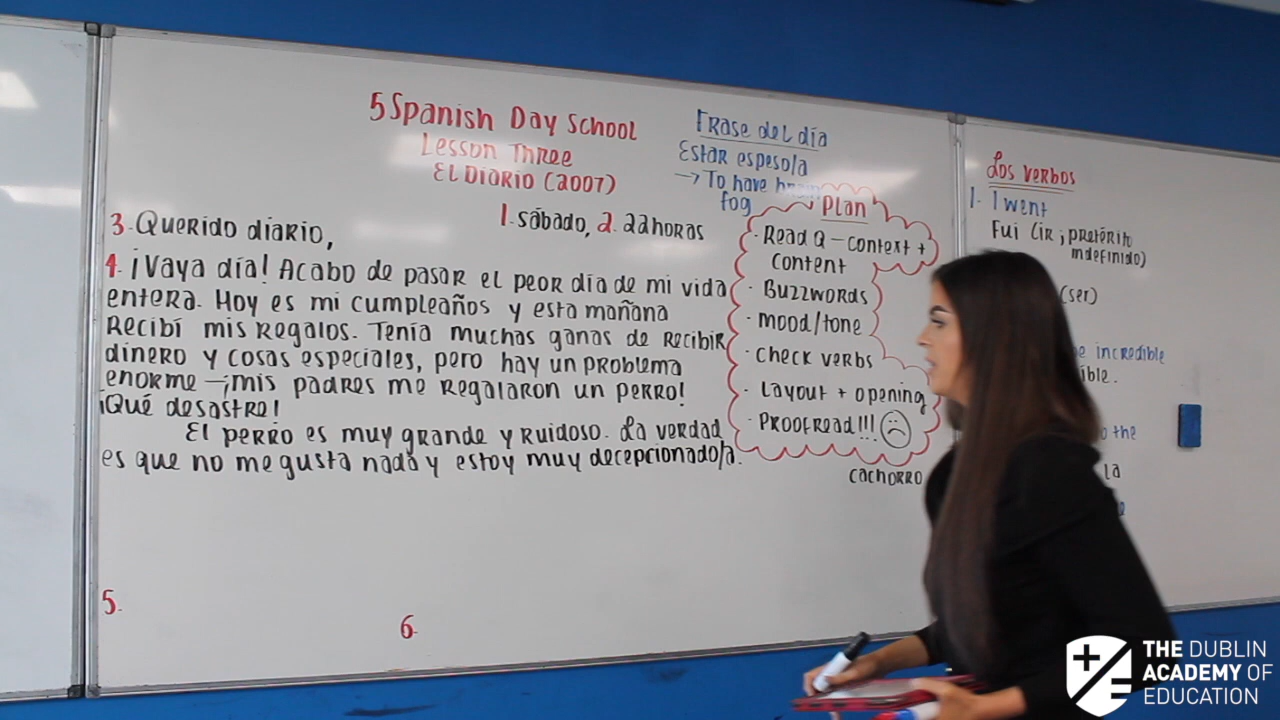 5 Spanish Day School
Lesson Three
El Diario (2007)
Frase del día
Estar espeso/a
→ To have brain
fog
1. sábado, 2. 22 horas
3. Querido diario,
4. ¡Vaya día! Acabo de pasar el peor día de mi vida
entera. Hoy es mi cumpleaños y esta mañana
recibí mis regalos. Tenía muchas ganas de recibir
dinero y cosas especiales, pero hay un problema
enorme – ¡mis padres me regalaron un perro!
¡Qué desastre!
El perro es muy grande y ruidoso. La verdad
es que no me gusta nada y estoy muy decepcionado/a.
5.
6.
Plan
· Read Q – context +
content
· Buzzwords
· Mood/tone
· Check verbs
· Layout + opening
· Proofread!!!
cachorro
Los verbos
1. I went
Fui (ir, pretérito
indefinido)
(ser)
incredible
the
la
THE DUBLIN
ACADEMY OF
EDUCATION